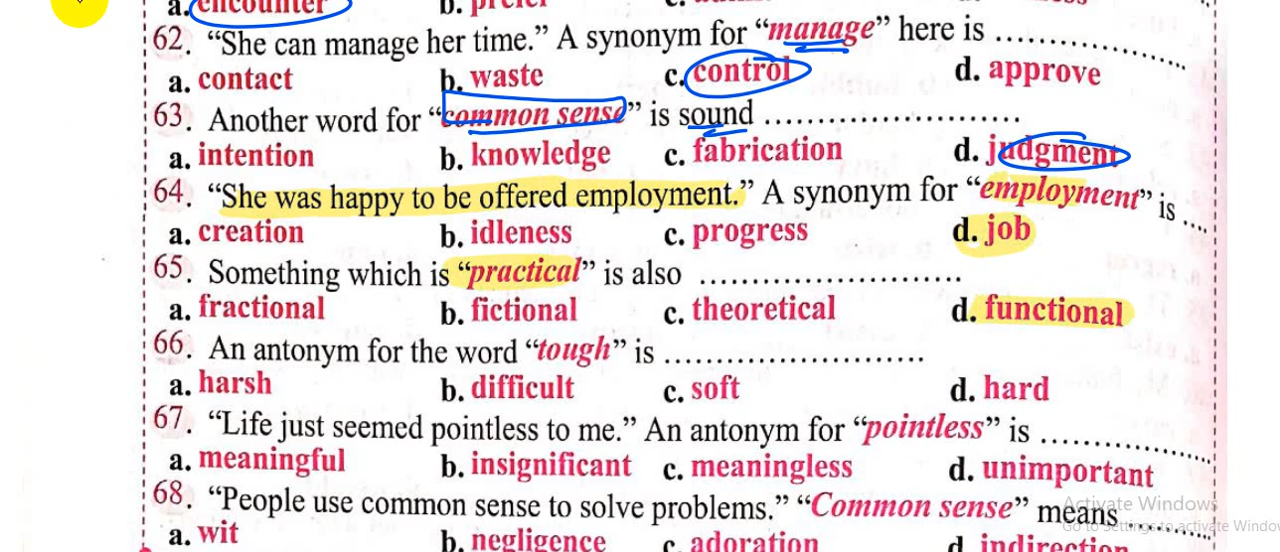 a. encounter b. prefer c.
62. “She can manage her time.” A synonym for “manage” here is ........................
a. contact b. waste c. control d. approve
63. Another word for “common sense” is sound ........................
a. intention b. knowledge c. fabrication d. judgment
64. “She was happy to be offered employment.” A synonym for “employment” is ....
a. creation b. idleness c. progress d. job
65. Something which is “practical” is also ........................
a. fractional b. fictional c. theoretical d. functional
66. An antonym for the word “tough” is ........................
a. harsh b. difficult c. soft d. hard
67. “Life just seemed pointless to me.” An antonym for “pointless” is ........................
a. meaningful b. insignificant c. meaningless d. unimportant
68. “People use common sense to solve problems.” “Common sense” means ............
a. wit b. negligence c. adoration d. indirection
Activate Windows
Go to Settings to activate Windo